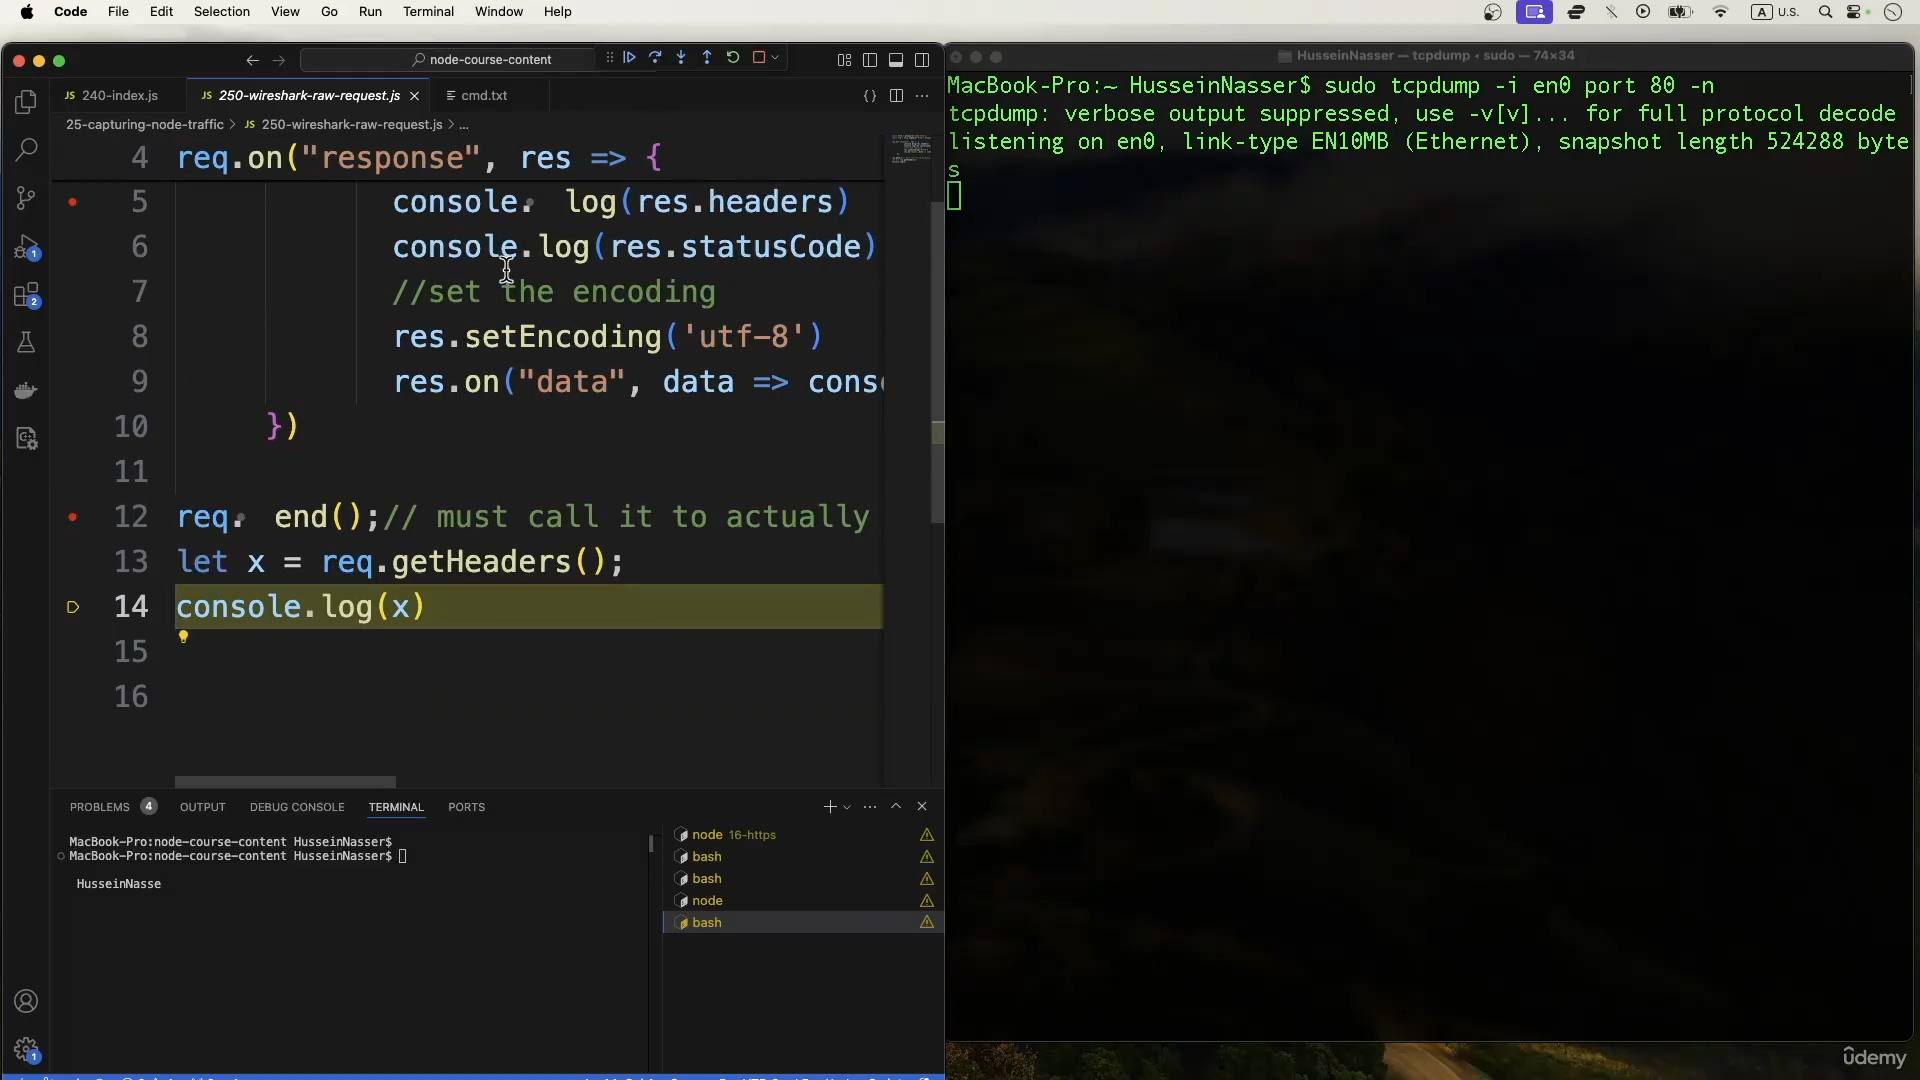 Code File Edit Selection View Go Run Terminal Window Help
A U.S.
node-course-content
JS 240-index.js
JS 250-wireshark-raw-request.js
cmd.txt
25-capturing-node-traffic > JS 250-wireshark-raw-request.js > ...
4 req.on("response", res => {
5 console. log(res.headers)
6 console.log(res.statusCode)
7 //set the encoding
8 res.setEncoding('utf-8')
9 res.on("data", data => cons
10 })
11
12 req. end();// must call it to actually
13 let x = req.getHeaders();
14 console.log(x)
15
16
PROBLEMS 4 OUTPUT DEBUG CONSOLE TERMINAL PORTS
MacBook-Pro:node-course-content HusseinNasser$
MacBook-Pro:node-course-content HusseinNasser$
HusseinNasse
node 16-https
bash
bash
node
bash
1
2
1
HusseinNasser — tcpdump • sudo — 74×34
MacBook-Pro:~ HusseinNasser$ sudo tcpdump -i en0 port 80 -n
tcpdump: verbose output suppressed, use -v[v]... for full protocol decode
listening on en0, link-type EN10MB (Ethernet), snapshot length 524288 byte
s
udemy